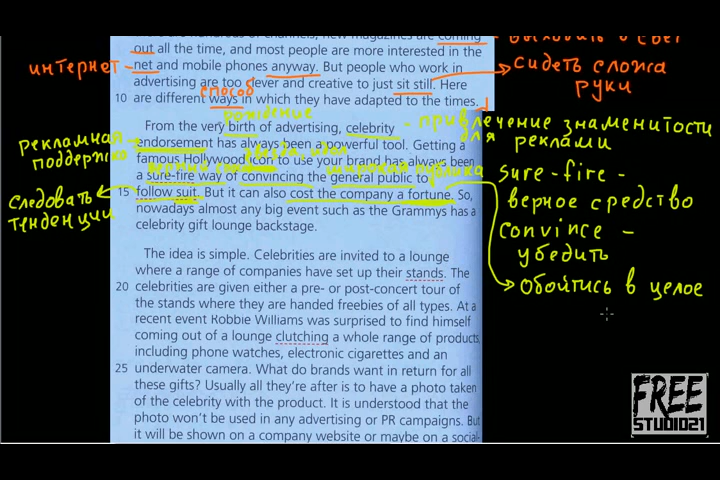 coming выходить в свет
out all the time, and most people are more interested in the
интернет - net and mobile phones anyway. But people who work in
advertising are too clever and creative to just sit still. Here
сидеть сложа
руки
способ
10 are different ways in which they have adapted to the times.
рождение
From the very birth of advertising, celebrity - привлечение знаменитости
для
рекламная
поддержка
endorsement has always been a powerful tool. Getting a
рекламы
звезда идол
famous Hollywood icon to use your brand has always been
верный способ широкая публика
a sure-fire way of convincing the general public to
sure-fire -
верное средство
следовать
тенденции
15 follow suit. But it can also cost the company a fortune. So,
convince -
убедить
nowadays almost any big event such as the Grammys has a
celebrity gift lounge backstage.
обойтись в целое
The idea is simple. Celebrities are invited to a lounge
where a range of companies have set up their stands. The
20 celebrities are given either a pre- or post-concert tour of
the stands where they are handed freebies of all types. At a
recent event Robbie Williams was surprised to find himself
coming out of a lounge clutching a whole range of products
including phone watches, electronic cigarettes and an
25 underwater camera. What do brands want in return for all
these gifts? Usually all they're after is to have a photo taken
of the celebrity with the product. It is understood that the
photo won't be used in any advertising or PR campaigns. But
it will be shown on a company website or maybe on a social-
FREE
STUDIO21